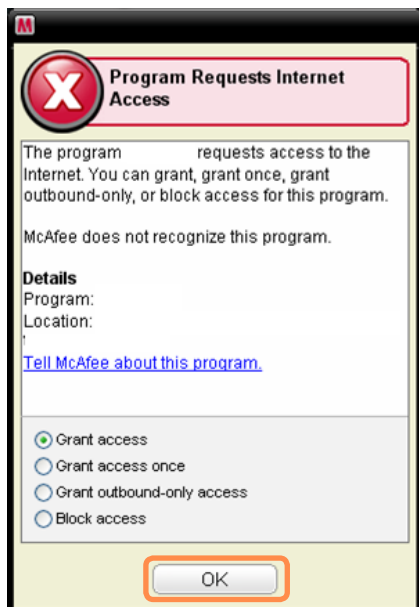 M
Program Requests Internet
Access
The program requests access to the
Internet. You can grant, grant once, grant
outbound-only, or block access for this program.
McAfee does not recognize this program.
Details
Program:
Location:
Tell McAfee about this program.
Grant access
Grant access once
Grant outbound-only access
Block access
OK